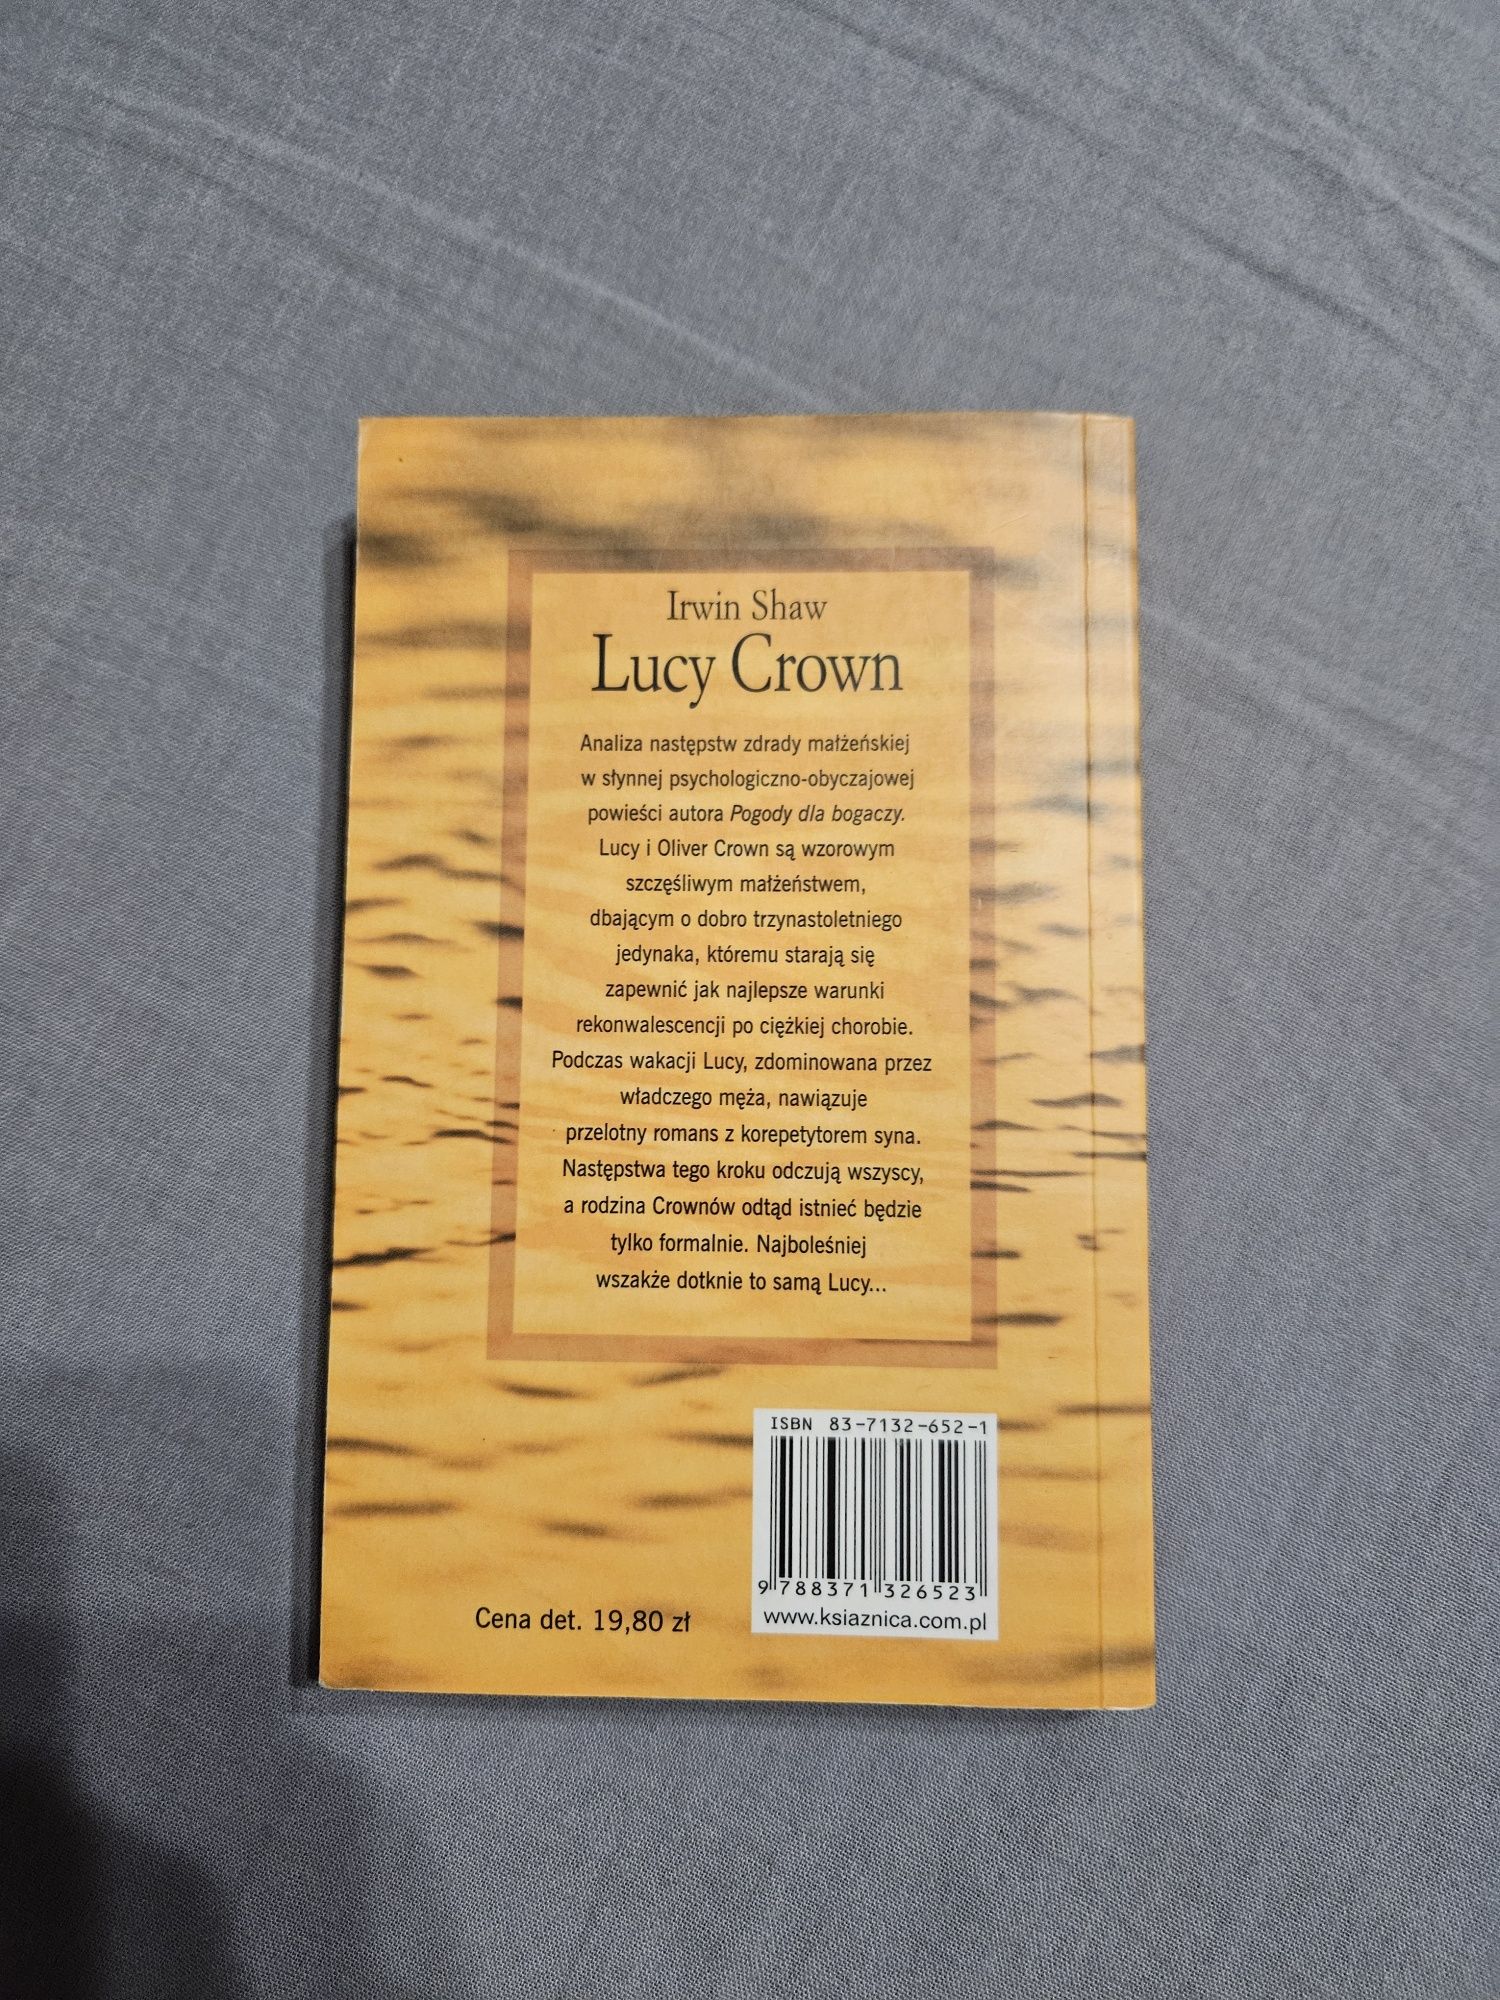 Irwin Shaw
Lucy Crown
Analiza następstw zdrady małżeńskiej
w słynnej psychologiczno-obyczajowej
powieści autora Pogody dla bogaczy.
Lucy i Oliver Crown są wzorowym
szczęśliwym małżeństwem,
dbającym o dobro trzynastoletniego
jedynaka, któremu starają się
zapewnić jak najlepsze warunki
rekonwalescencji po ciężkiej chorobie.
Podczas wakacji Lucy, zdominowana przez
władczego męża, nawiązuje
przelotny romans z korepetytorem syna.
Następstwa tego kroku odczują wszyscy,
a rodzina Crownów odtąd istnieć będzie
tylko formalnie. Najboleśniej
wszakże dotknie to samą Lucy...
ISBN 83-7132-652-1
9 788371 326523
www.ksiaznica.com.pl
Cena det. 19,80 zł